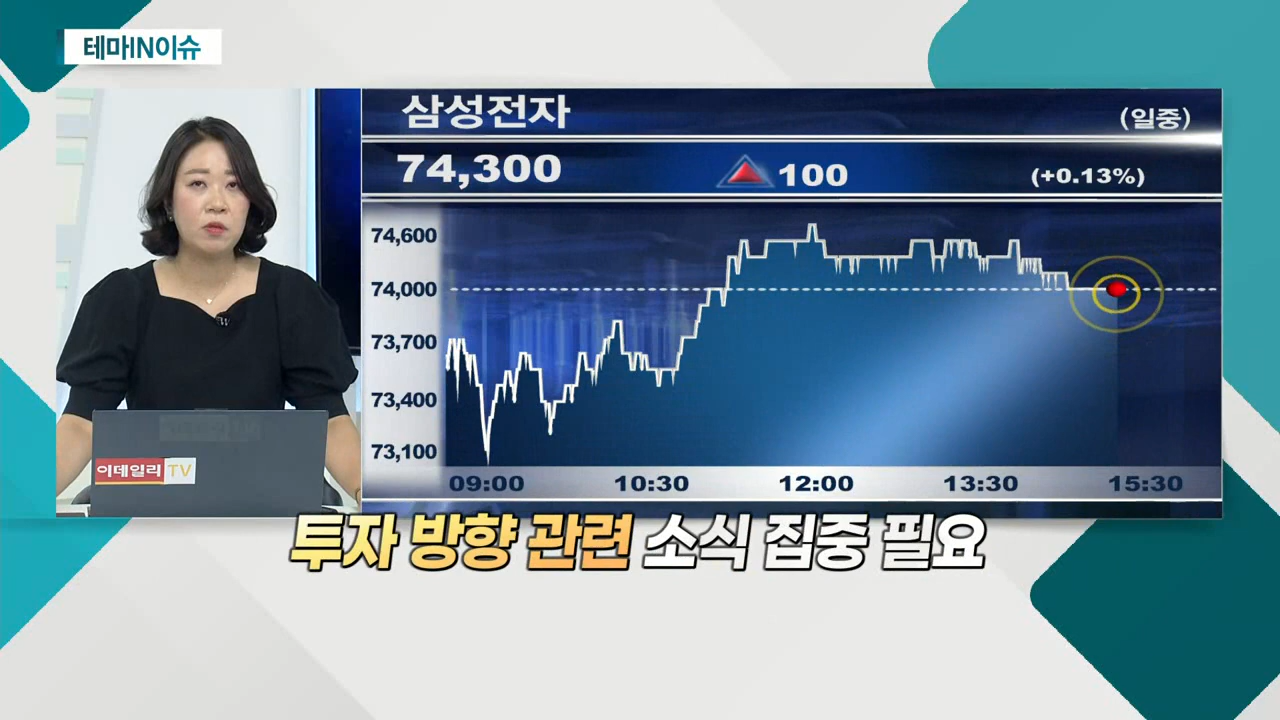 테마IN이슈
삼성전자
(일중)
74,300
100
(+0.13%)
74,600
74,000
73,700
73,400
73,100
09:00
10:30
12:00
13:30
15:30
이데일리 TV
투자 방향 관련 소식 집중 필요